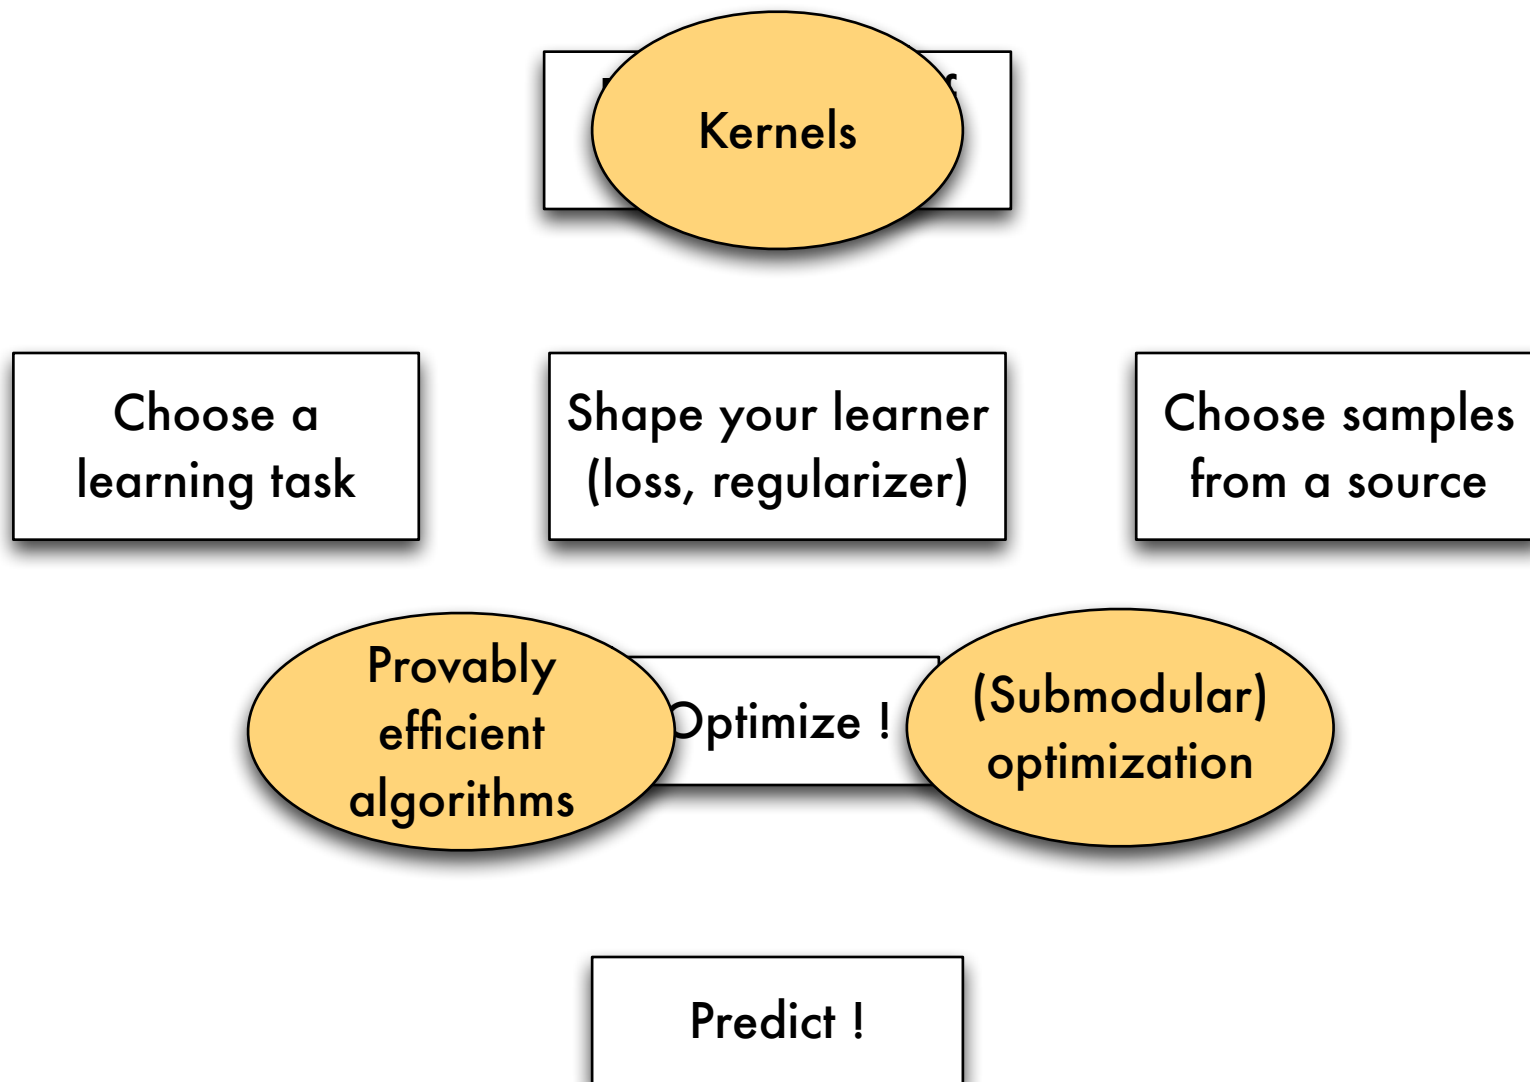 Kernels
Choose a
learning task
Shape your learner
(loss, regularizer)
Choose samples
from a source
Provably
efficient
algorithms
Optimize !
(Submodular)
optimization
Predict !